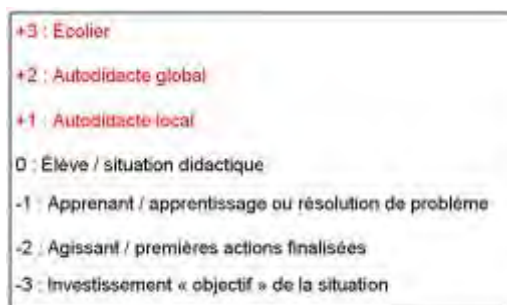 +3 : Ecolier
+2 : Autodidacte global
+1 : Autodidacte local
0 : Élève / situation didactique
-1 : Apprenant / apprentissage ou résolution de problème
-2 : Agissant / premières actions finalisées
-3 : Investissement « objectif » de la situation